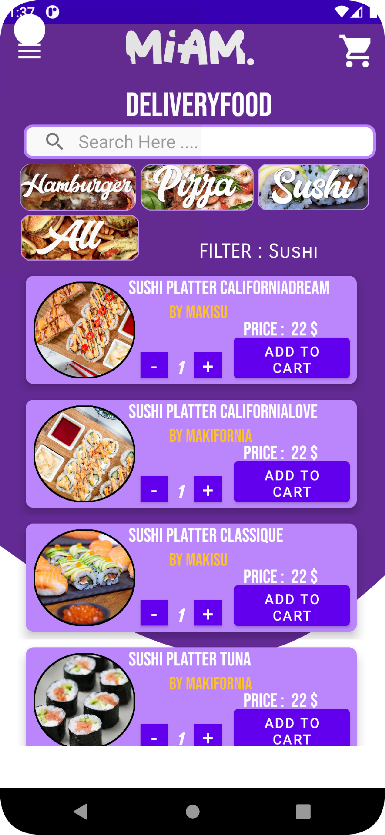 1:37
MiAM.
DELIVERYFOOD
Search Here ....
Hamburger
Pizza
Sushi
All
FILTER : Sushi
SUSHI PLATTER CALIFORNIADREAM
BY MAKISU
PRICE : 22 $
- 1 +
ADD TO
CART
SUSHI PLATTER CALIFORNIALOVE
BY MAKIFORNIA
PRICE : 22 $
- 1 +
ADD TO
CART
SUSHI PLATTER CLASSIQUE
BY MAKISU
PRICE : 22 $
- 1 +
ADD TO
CART
SUSHI PLATTER TUNA
BY MAKIFORNIA
PRICE : 22 $
- 1 +
ADD TO
CART